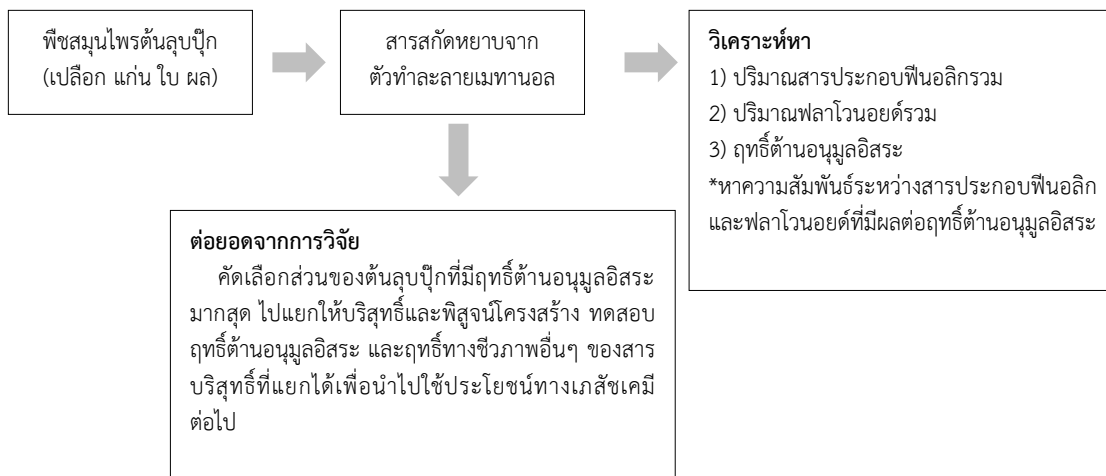 พืชสมุนไพรต้นลุบปุ๊ก
(เปลือก แก่น ใบ ผล)
สารสกัดหยาบจาก
ตัวทำละลายเมทานอล
วิเคราะห์หา
1) ปริมาณสารประกอบฟีนอลิกรวม
2) ปริมาณฟลาโวนอยด์รวม
3) ฤทธิ์ต้านอนุมูลอิสระ
*หาความสัมพันธ์ระหว่างสารประกอบฟีนอลิก
และฟลาโวนอยด์ที่มีผลต่อฤทธิ์ต้านอนุมูลอิสระ
ต่อยอดจากการวิจัย
คัดเลือกส่วนของต้นลุบปุ๊กที่มีฤทธิ์ต้านอนุมูลอิสระ
มากสุด ไปแยกให้บริสุทธิ์และพิสูจน์โครงสร้าง ทดสอบ
ฤทธิ์ต้านอนุมูลอิสระ และฤทธิ์ทางชีวภาพอื่นๆ ของสาร
บริสุทธิ์ที่แยกได้เพื่อนำไปใช้ประโยชน์ทางเภสัชเคมี
ต่อไป